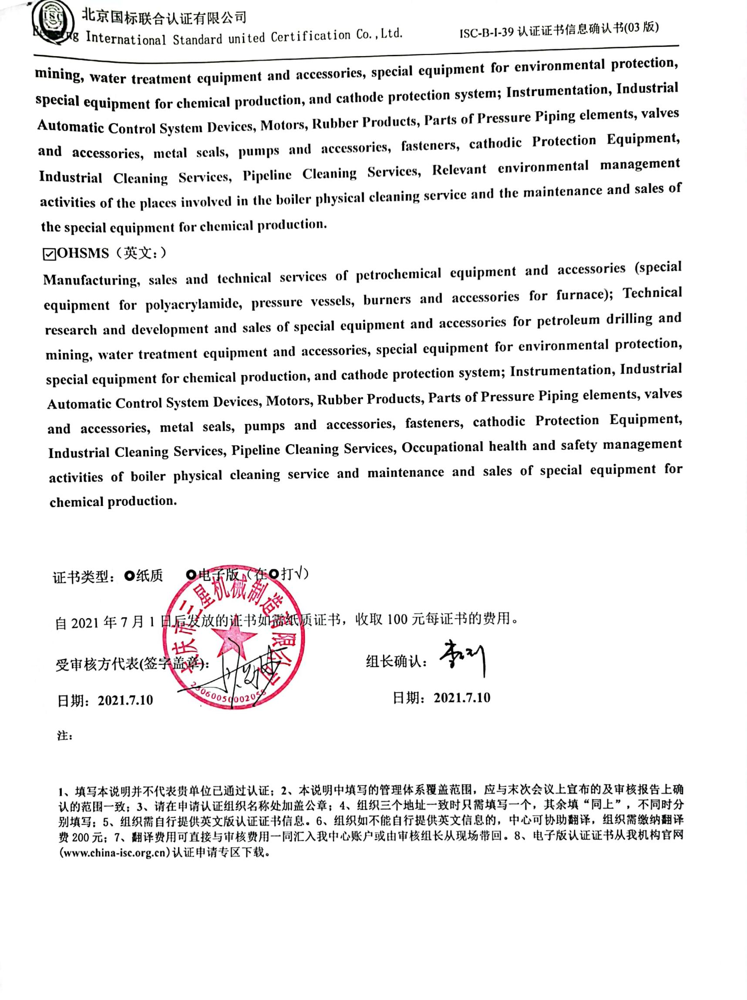 ISC
北京国标联合认证有限公司
International Standard united Certification Co.,Ltd.
ISC-B-I-39 认证证书信息确认书(03 版)
mining, water treatment equipment and accessories, special equipment for environmental protection,
special equipment for chemical production, and cathode protection system; Instrumentation, Industrial
Automatic Control System Devices, Motors, Rubber Products, Parts of Pressure Piping elements, valves
and accessories, metal seals, pumps and accessories, fasteners, cathodic Protection Equipment,
Industrial Cleaning Services, Pipeline Cleaning Services, Relevant environmental management
activities of the places involved in the boiler physical cleaning service and the maintenance and sales of
the special equipment for chemical production.
☑OHSMS（英文：）
Manufacturing, sales and technical services of petrochemical equipment and accessories (special
equipment for polyacrylamide, pressure vessels, burners and accessories for furnace); Technical
research and development and sales of special equipment and accessories for petroleum drilling and
mining, water treatment equipment and accessories, special equipment for environmental protection,
special equipment for chemical production, and cathode protection system; Instrumentation, Industrial
Automatic Control System Devices, Motors, Rubber Products, Parts of Pressure Piping elements, valves
and accessories, metal seals, pumps and accessories, fasteners, cathodic Protection Equipment,
Industrial Cleaning Services, Pipeline Cleaning Services, Occupational health and safety management
activities of boiler physical cleaning service and maintenance and sales of special equipment for
chemical production.
证书类型：○纸质 ○电子版（在○打√）
自 2021 年 7 月 1 日后发放的证书如需纸质证书，收取 100 元每证书的费用。
受审核方代表(签字盖章)：
组长确认：
大庆市三星机械制造有限公司
23060050002058
日期：2021.7.10
日期：2021.7.10
注：
1、填写本说明并不代表贵单位已通过认证；2、本说明中填写的管理体系覆盖范围，应与末次会议上宣布的及审核报告上确
认的范围一致；3、请在申请认证组织名称处加盖公章；4、组织三个地址一致时只需填写一个，其余填“同上”，不同时分
别填写；5、组织需自行提供英文版认证证书信息。6、组织如不能自行提供英文信息的，中心可协助翻译，组织需缴纳翻译
费 200 元；7、翻译费用可直接与审核费用一同汇入我中心账户或由审核组长从现场带回。8、电子版认证证书从我机构官网
(www.china-isc.org.cn)认证申请专区下载。